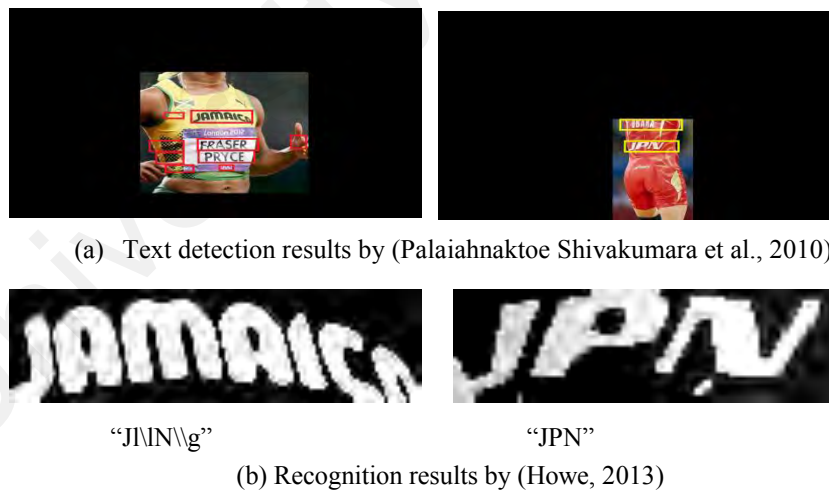 JAMAICA
London 2012
FRASER
PRYCE
JPN
(a) Text detection results by (Palaiahnaktoe Shivakumara et al., 2010)
JAMAICA
JPN
“Jl\lN\\g” “JPN”
(b) Recognition results by (Howe, 2013)